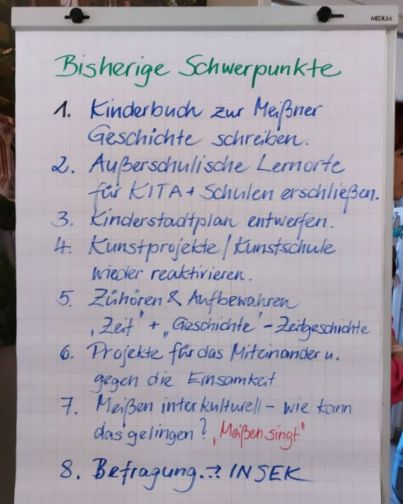 MEDIUM
Bisherige Schwerpunkte
1. Kinderbuch zur Meißner
Geschichte schreiben.
2. Außerschulische Lernorte
für KITA + Schulen erschließen.
3. Kinderstadtplan entwerfen.
4. Kunstprojekte/Kunstschule
wieder reaktivieren.
5. Zuhören & Aufbewahren
"Zeit" + "Geschichte" - Zeitgeschichte
6. Projekte für das Miteinander u.
gegen die Einsamkeit
7. Meißen interkulturell - wie kann
das gelingen? "Meißen singt"
8. Befragung → INSEK